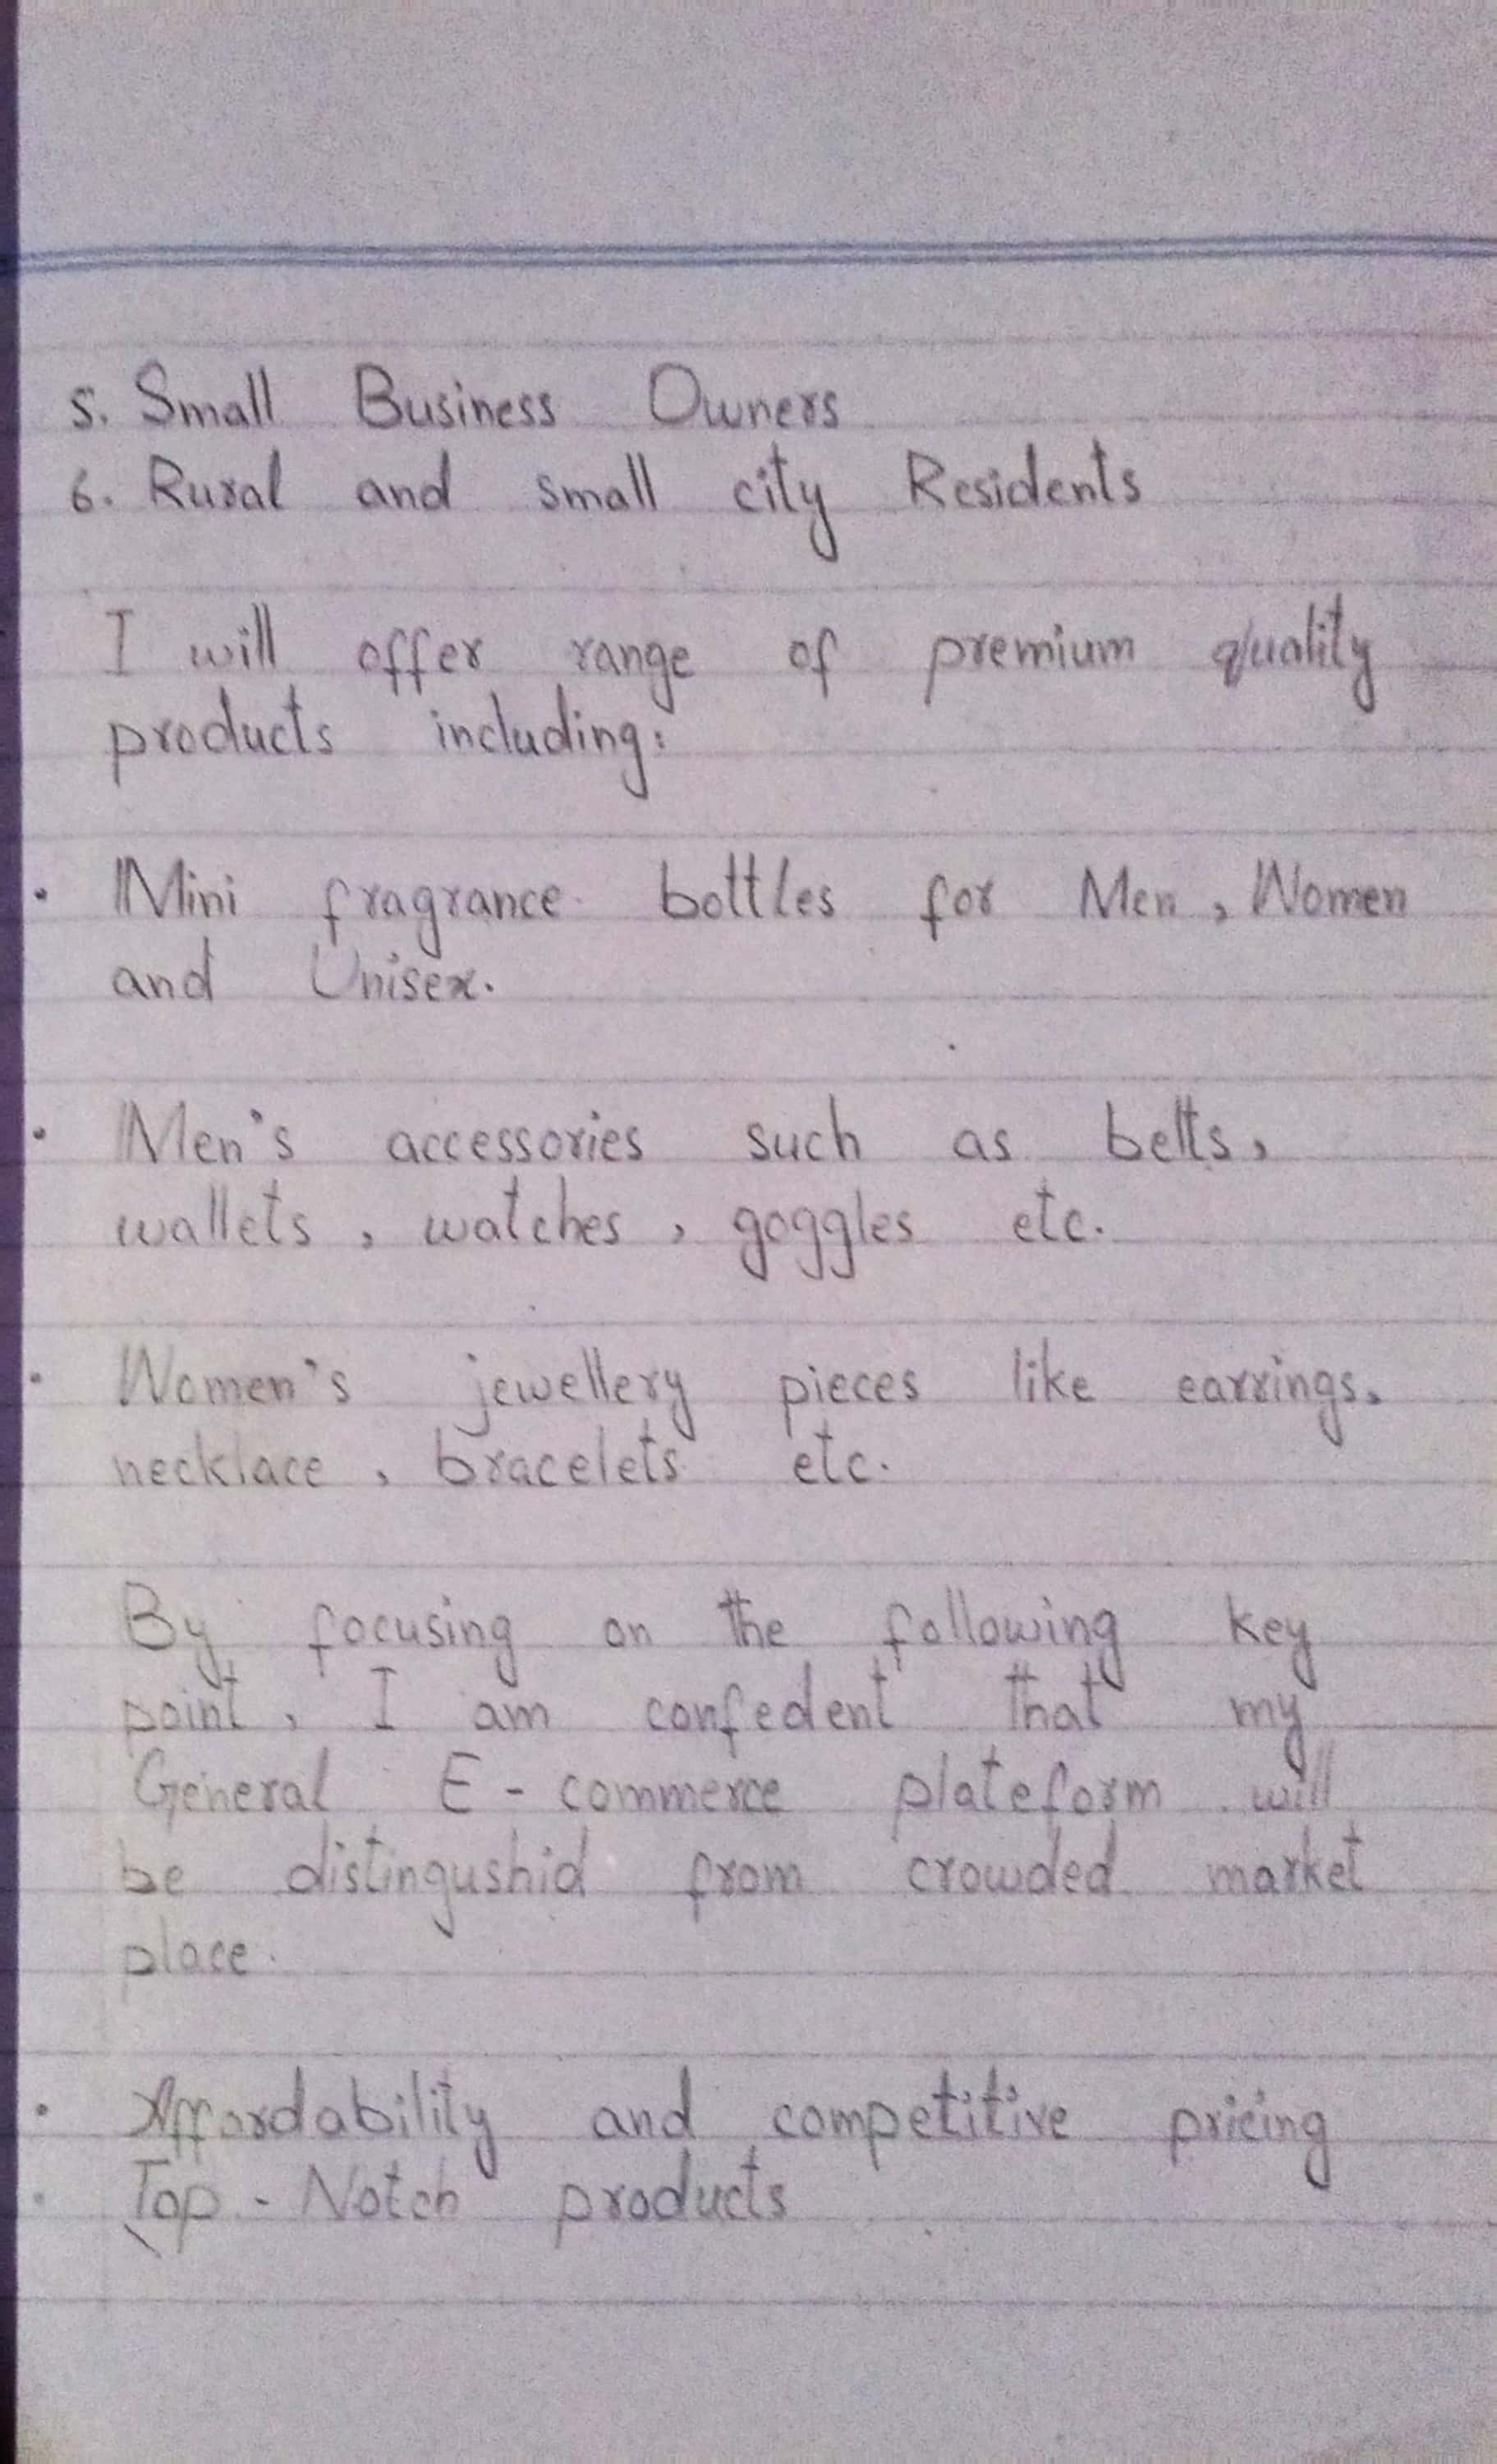 5. Small Business Owners
6. Rural and small city Residents
I will offer range of premium quality
products including:
• Mini fragrance bottles for Men, Women
and Unisex.
• Men's accessories such as belts,
wallets, watches, goggles etc.
• Women's jewellery pieces like earrings,
necklace, bracelets etc.
By focusing on the following key
point, I am confedent that my
General E-commerce plateform will
be distingushid from crowded market
place.
• Affordability and competitive pricing
• Top-Notch products